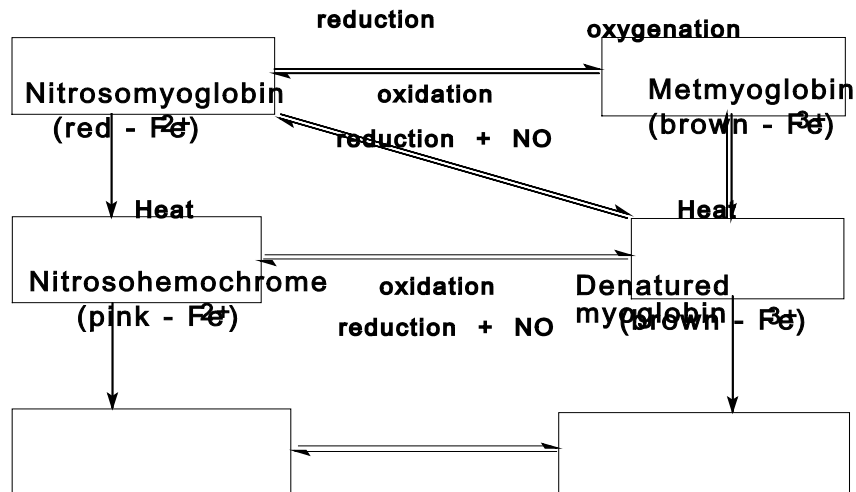 reduction
oxygenation
Nitrosomyoglobin
(red - Fe2+)
oxidation
Metmyoglobin
(brown - Fe3+)
reduction + NO
Heat
Heat
Nitrosohemochrome
(pink - Fe2+)
oxidation
reduction + NO
Denatured
myoglobin
(brown - Fe3+)